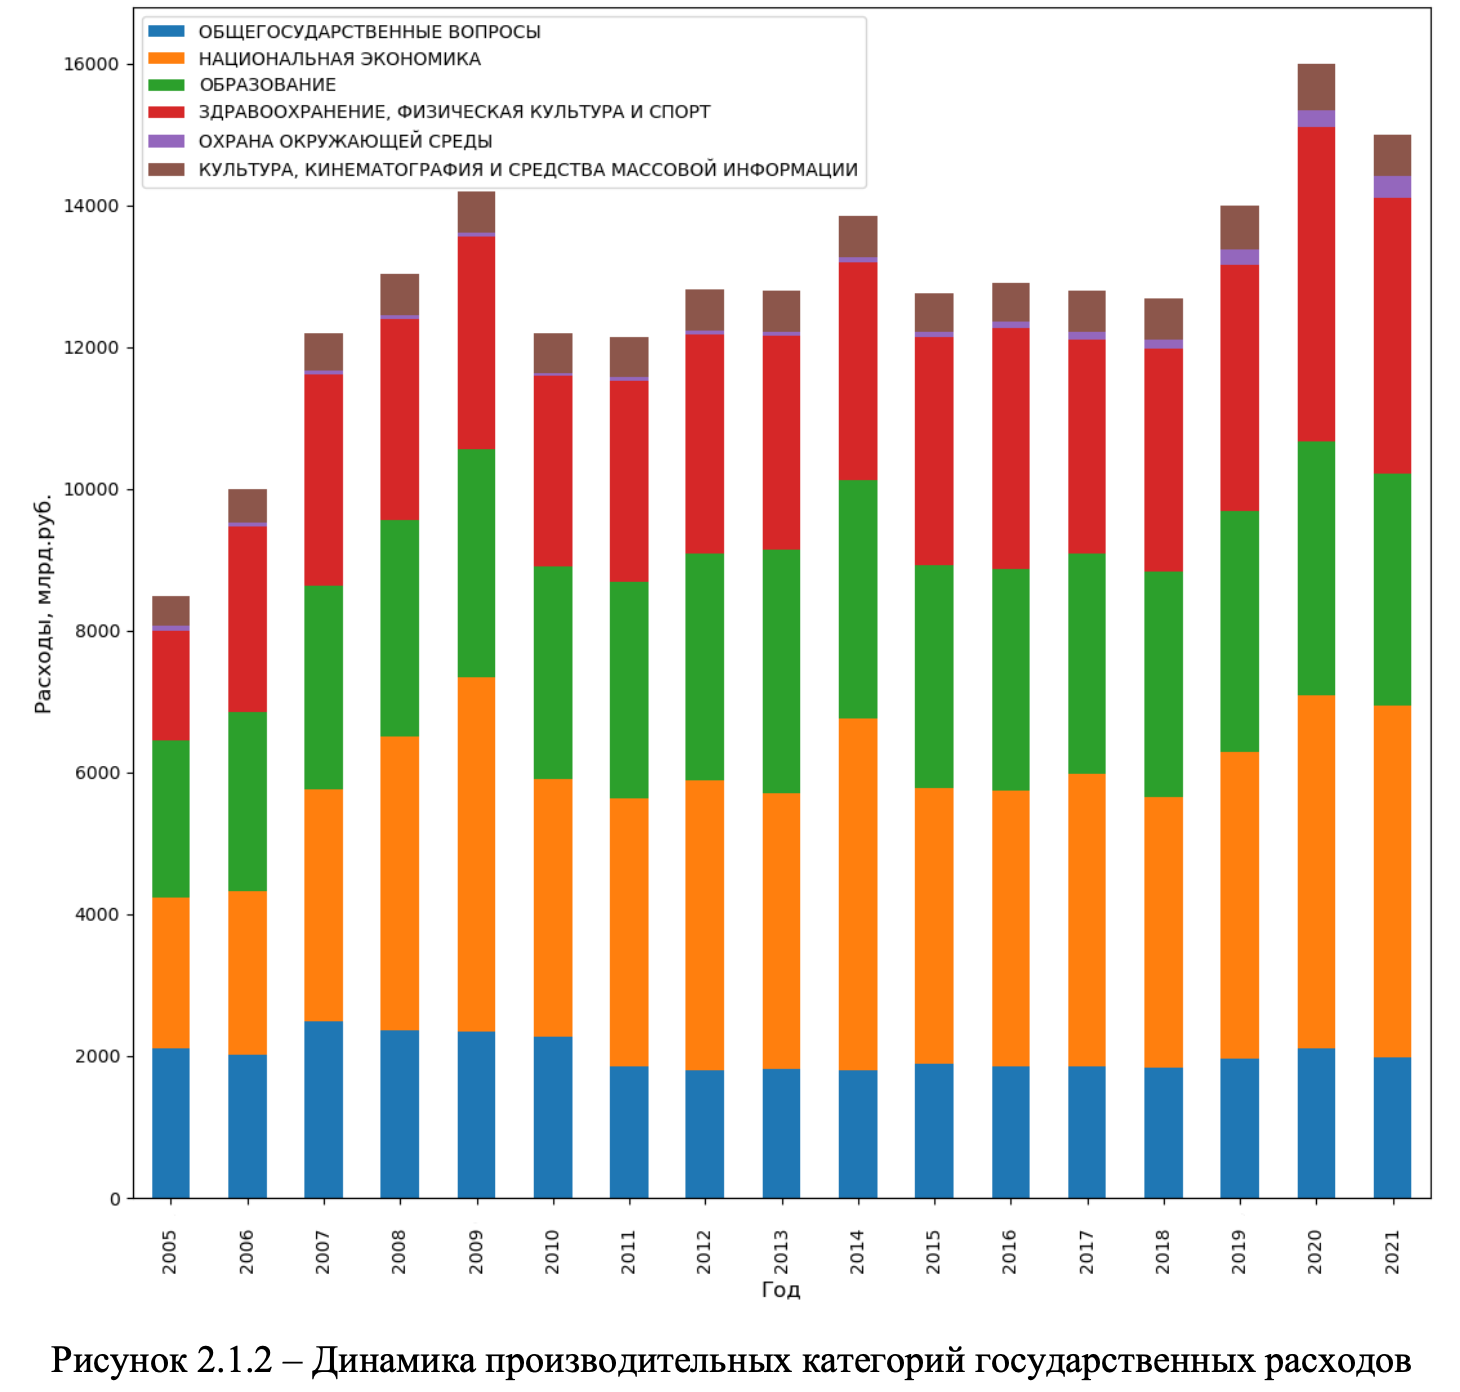 ОБЩЕГОСУДАРСТВЕННЫЕ ВОПРОСЫ
НАЦИОНАЛЬНАЯ ЭКОНОМИКА
ОБРАЗОВАНИЕ
ЗДРАВООХРАНЕНИЕ, ФИЗИЧЕСКАЯ КУЛЬТУРА И СПОРТ
ОХРАНА ОКРУЖАЮЩЕЙ СРЕДЫ
КУЛЬТУРА, КИНЕМАТОГРАФИЯ И СРЕДСТВА МАССОВОЙ ИНФОРМАЦИИ
16000
14000
12000
10000
8000
6000
4000
2000
0
Расходы, млрд.руб.
2005 2006 2007 2008 2009 2010 2011 2012 2013 2014 2015 2016 2017 2018 2019 2020 2021
Год
Рисунок 2.1.2 – Динамика производительных категорий государственных расходов